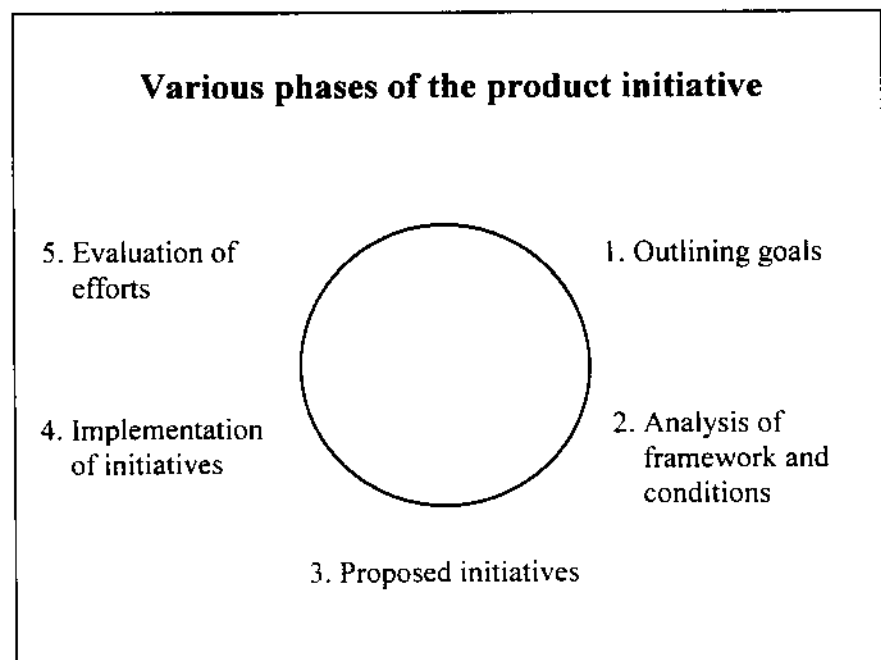 Various phases of the product initiative
1. Outlining goals
2. Analysis of
framework and
conditions
3. Proposed initiatives
4. Implementation
of initiatives
5. Evaluation of
efforts